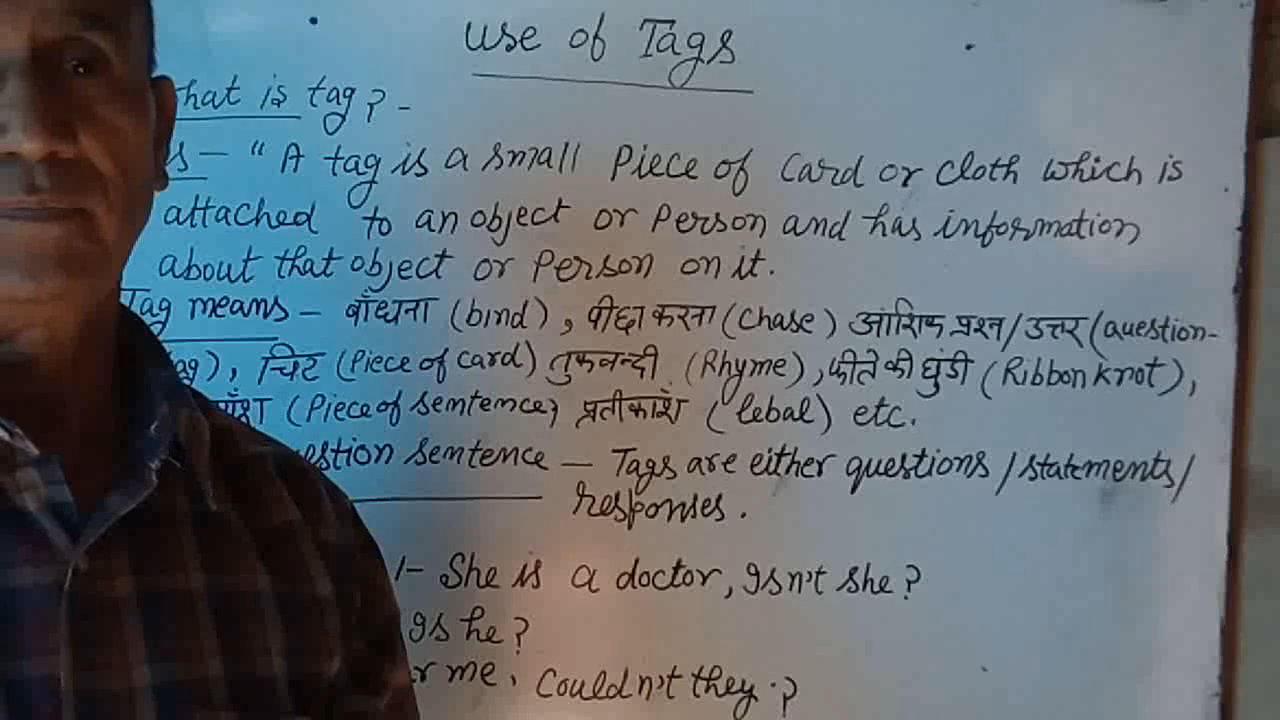 Use of Tags
hat is tag? -
s - " A tag is a small Piece of Card or Cloth which is
attached to an object or Person and has information
about that object or Person on it.
Tag means - बाँधना (bind), पीछा करना (chase) आंशिक प्रश्न/उत्तर (question-
ag), चिट (Piece of Card) तुकबन्दी (Rhyme), फीते की घुंडी (Ribbon knot),
(Piece of sentence, प्रतीकांश (lebal) etc.
estion sentence - Tags are either questions/statements/
responses.
1- She is a doctor, Isn't she?
Is he?
r me, Couldn't they.?